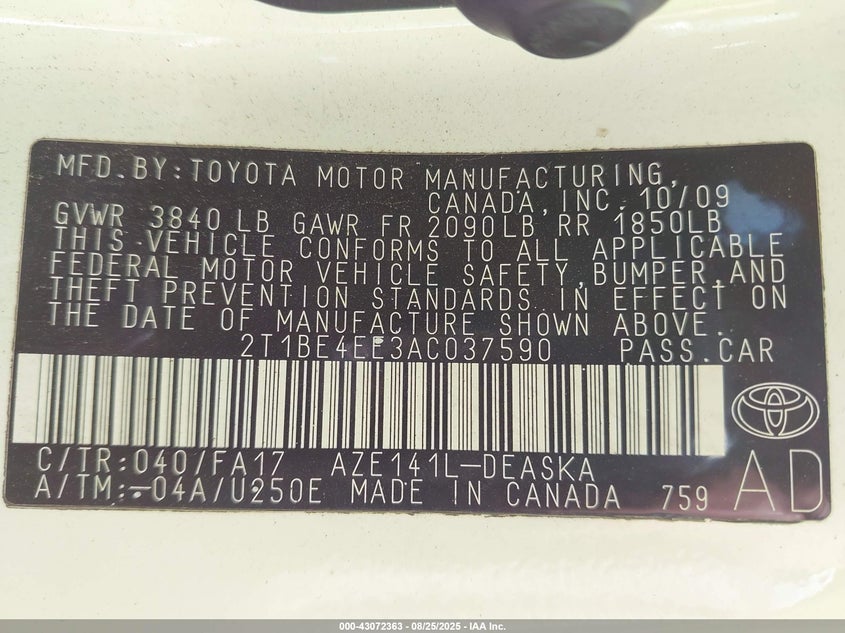 MFD.BY:TOYOTA MOTOR MANUFACTURING,
CANADA,INC. 10/09
GVWR 3840 LB GAWR FR 2090LB RR 1850LB
THIS VEHICLE CONFORMS TO ALL APPLICABLE
FEDERAL MOTOR VEHICLE SAFETY,BUMPER,AND
THEFT PREVENTION STANDARDS IN EFFECT ON
THE DATE OF MANUFACTURE SHOWN ABOVE.
2T1BE4EE3AC037590 PASS.CAR
C/TR:040/FA17 AZE141L-DEASKA
A/TM:-04A/U250E MADE IN CANADA 759 AD
000-43072363 - 08/25/2025 - IAA Inc.